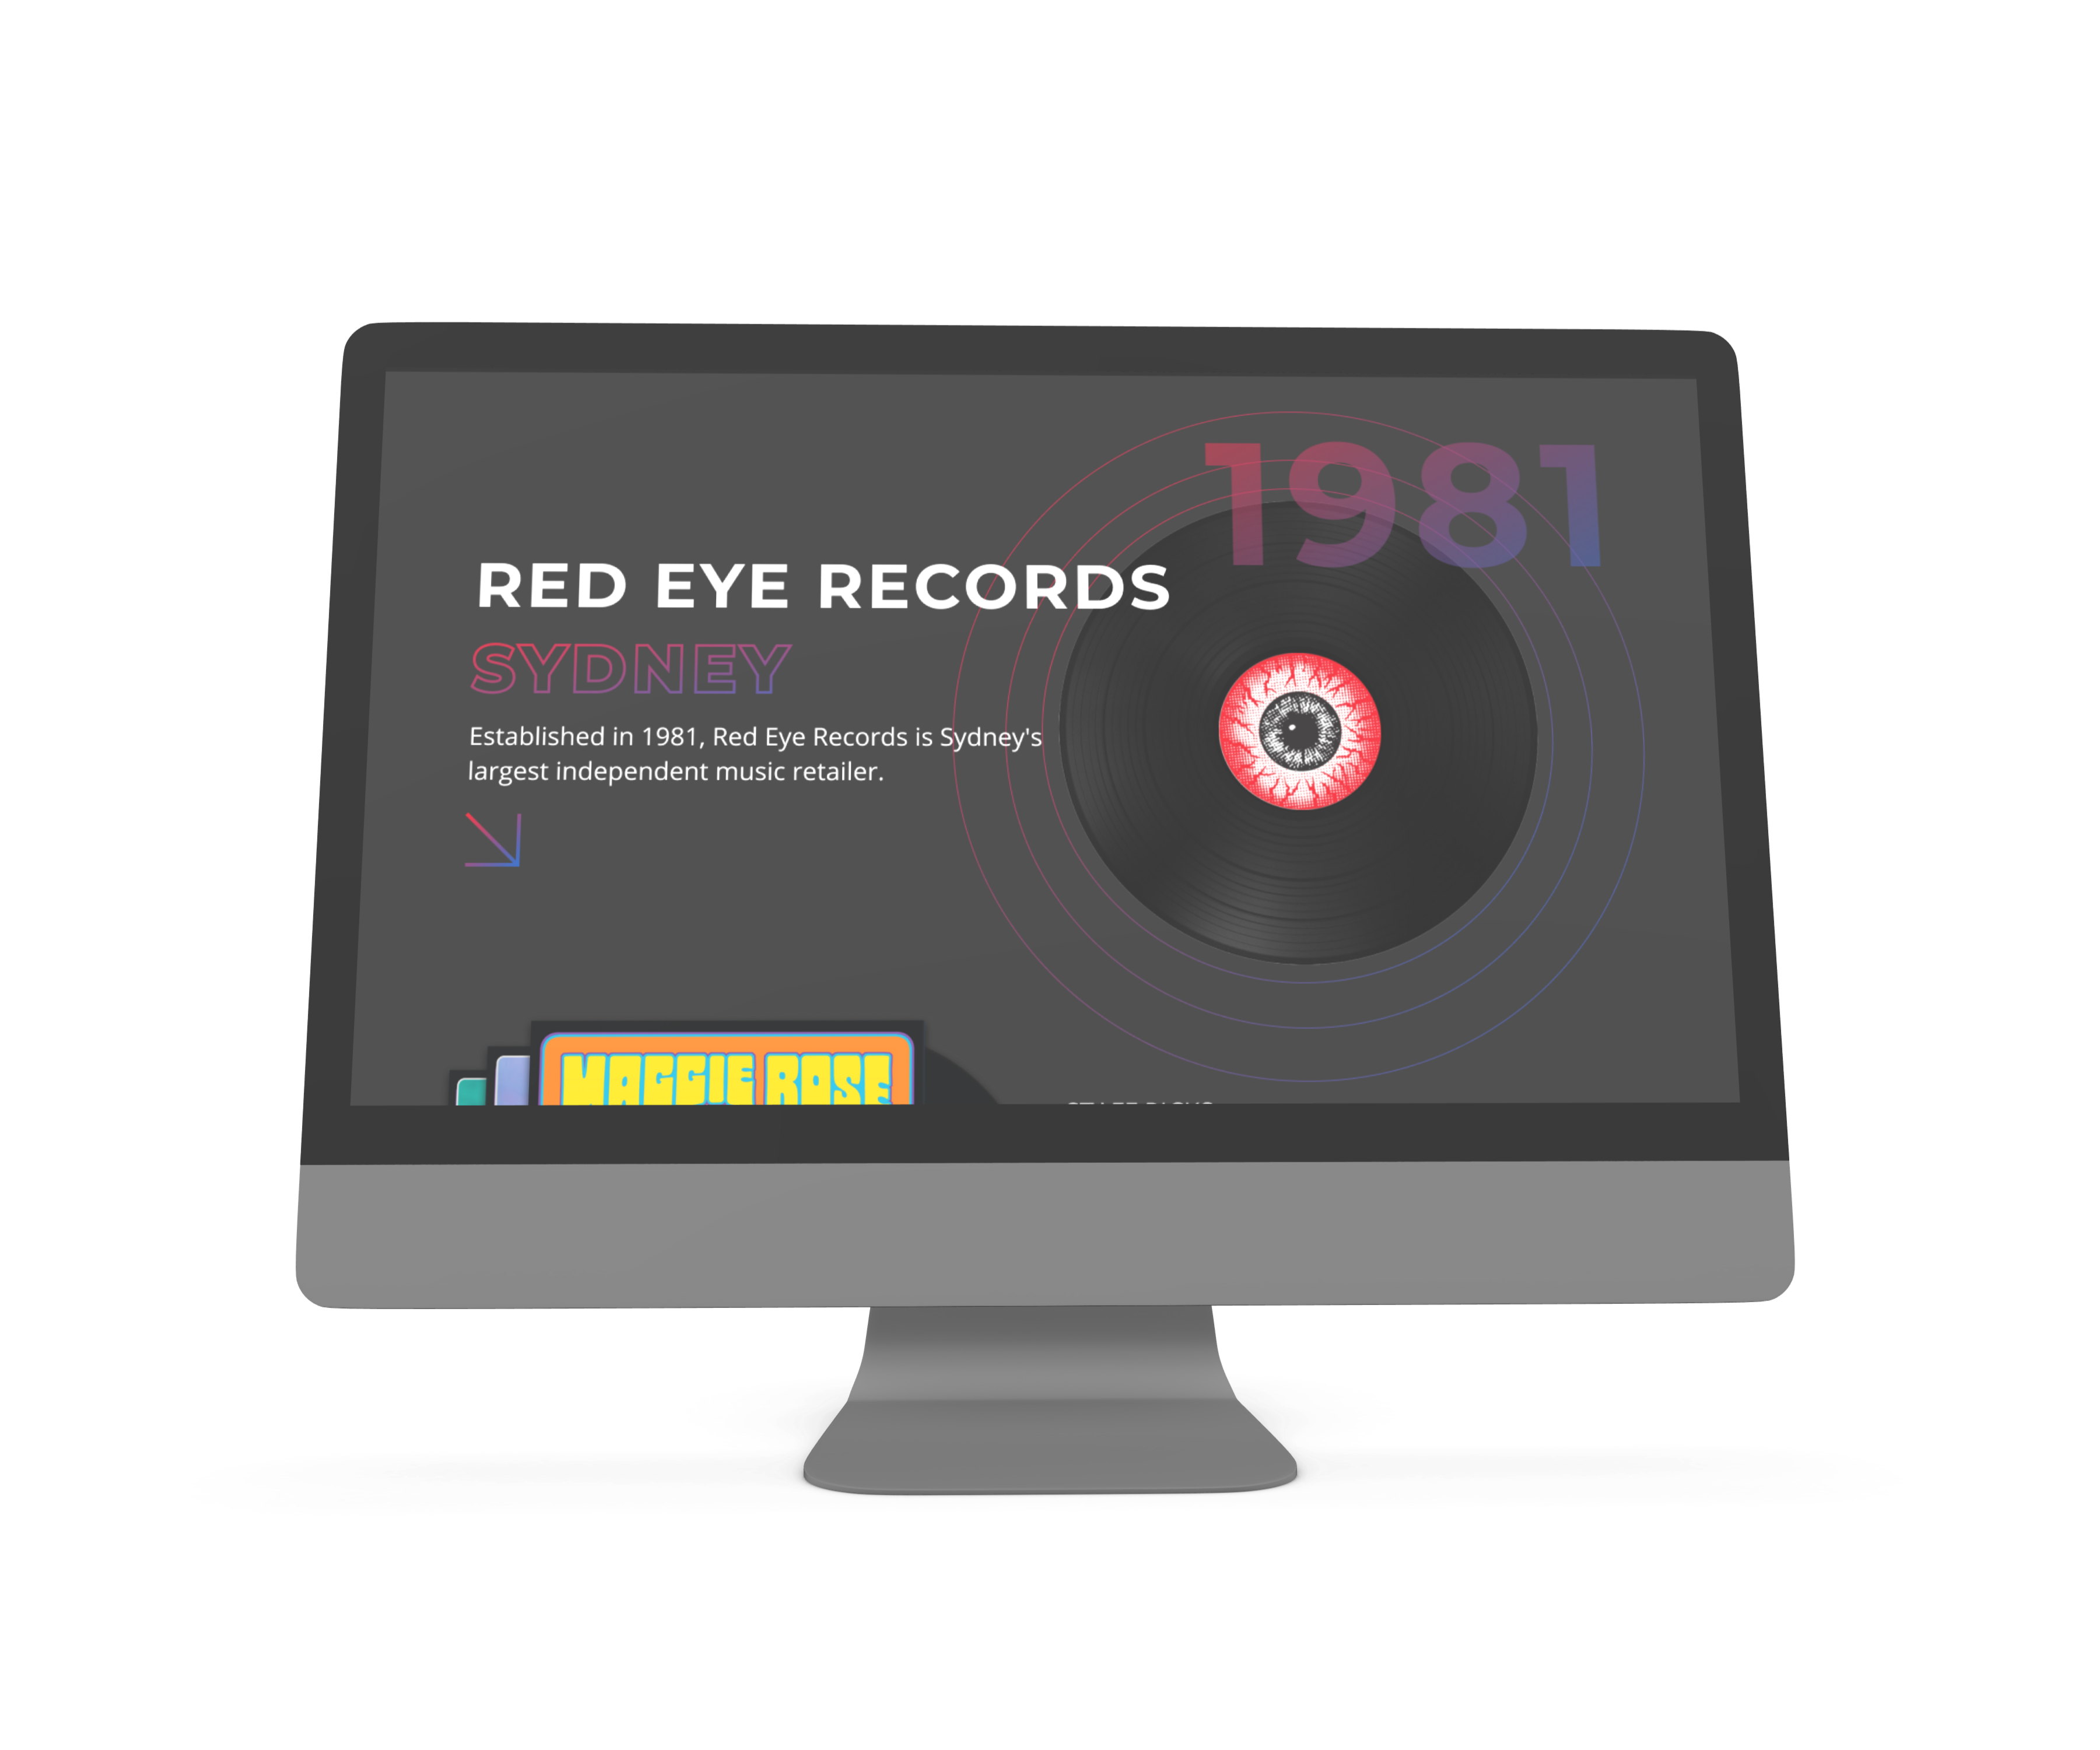 1981
RED EYE RECORDS
SYDNEY
Established in 1981, Red Eye Records is Sydney's
largest independent music retailer.
MAGGIE ROSE